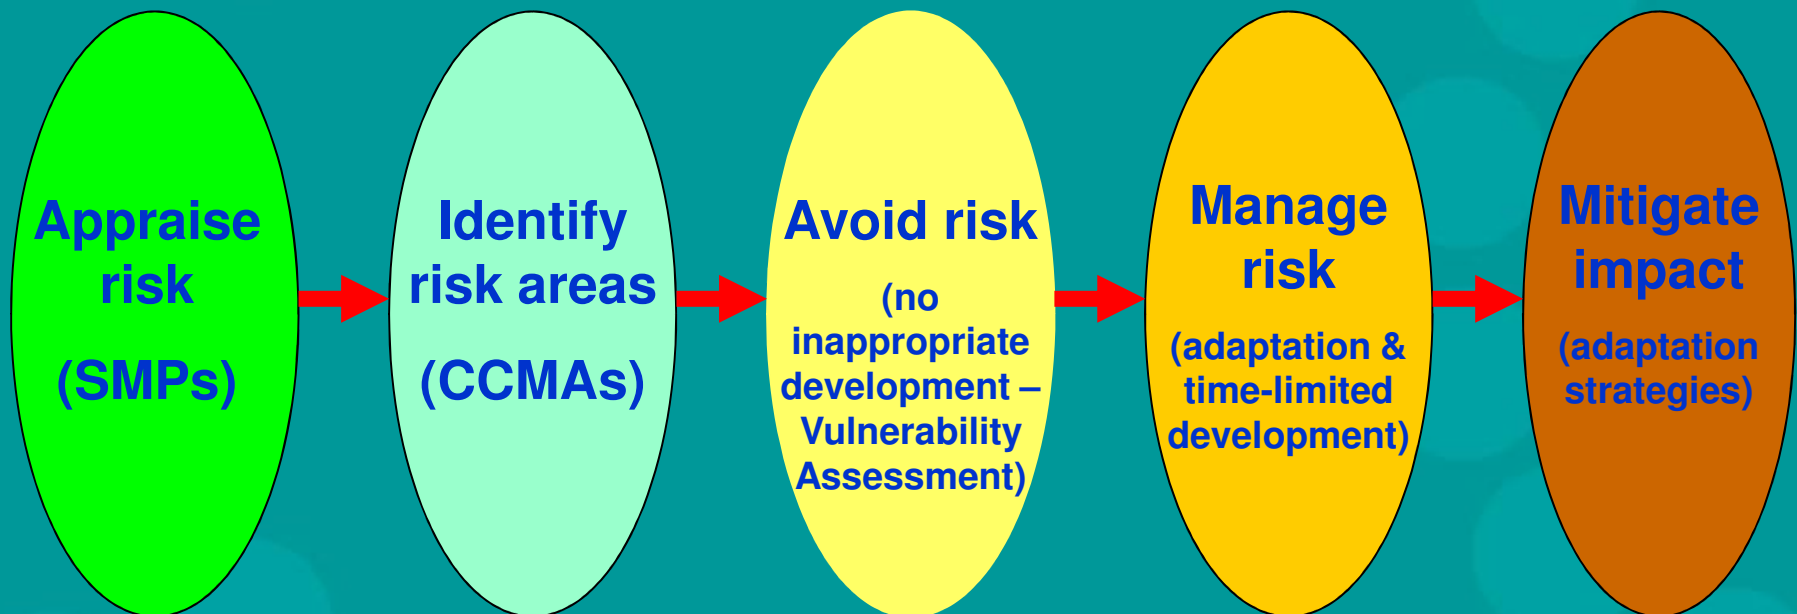 Appraise
risk
(SMPs)
Identify
risk areas
(CCMAs)
Avoid risk
(no
inappropriate
development –
Vulnerability
Assessment)
Manage
risk
(adaptation &
time-limited
development)
Mitigate
impact
(adaptation
strategies)